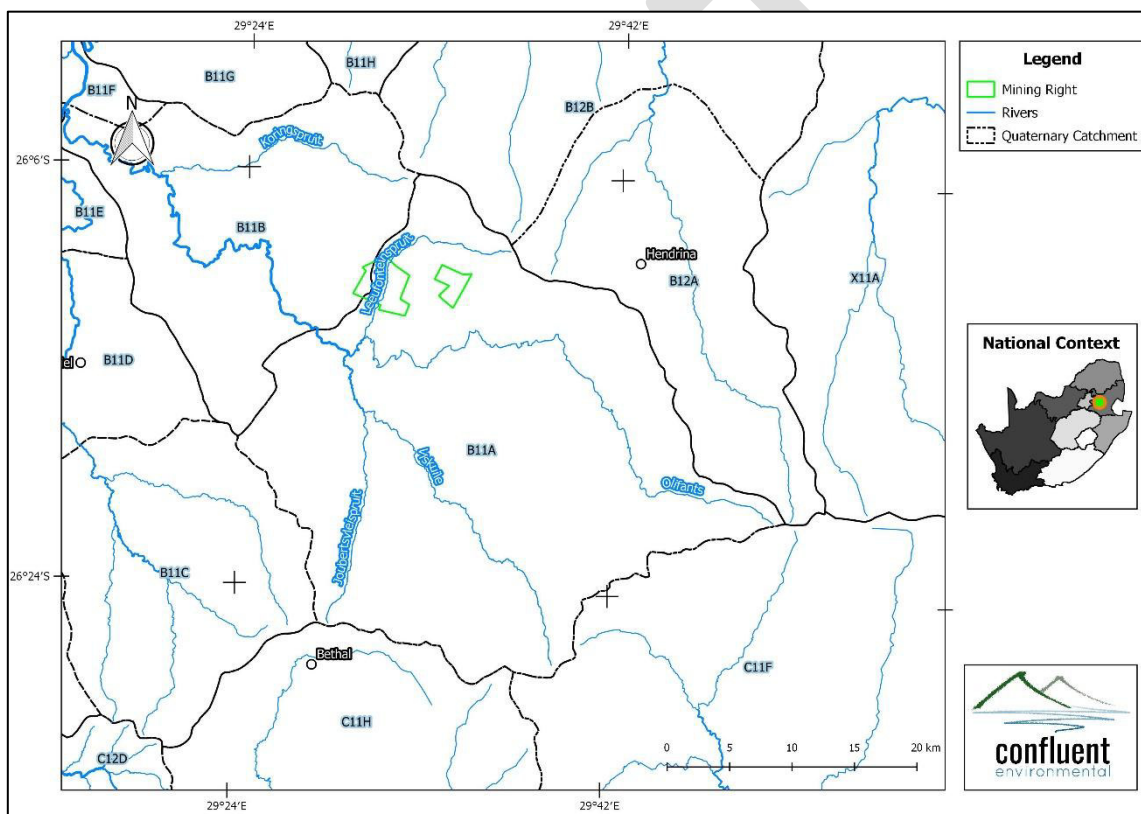 29°24'E
29°42'E
B11H
B11G
B11F
B12B
N
Koringspruit
26°6'S
B11E
B11B
Leeufonteinspruit
Hendrina
B12A
X11A
el
B11D
B11A
Viskuile
Olifants
Joubertsvleispruit
26°24'S
B11C
Bethal
C11F
C11H
C12D
0 5 10 15 20 km
29°24'E
29°42'E
Legend
Mining Right
Rivers
Quaternary Catchment
National Context
confluent
environmental